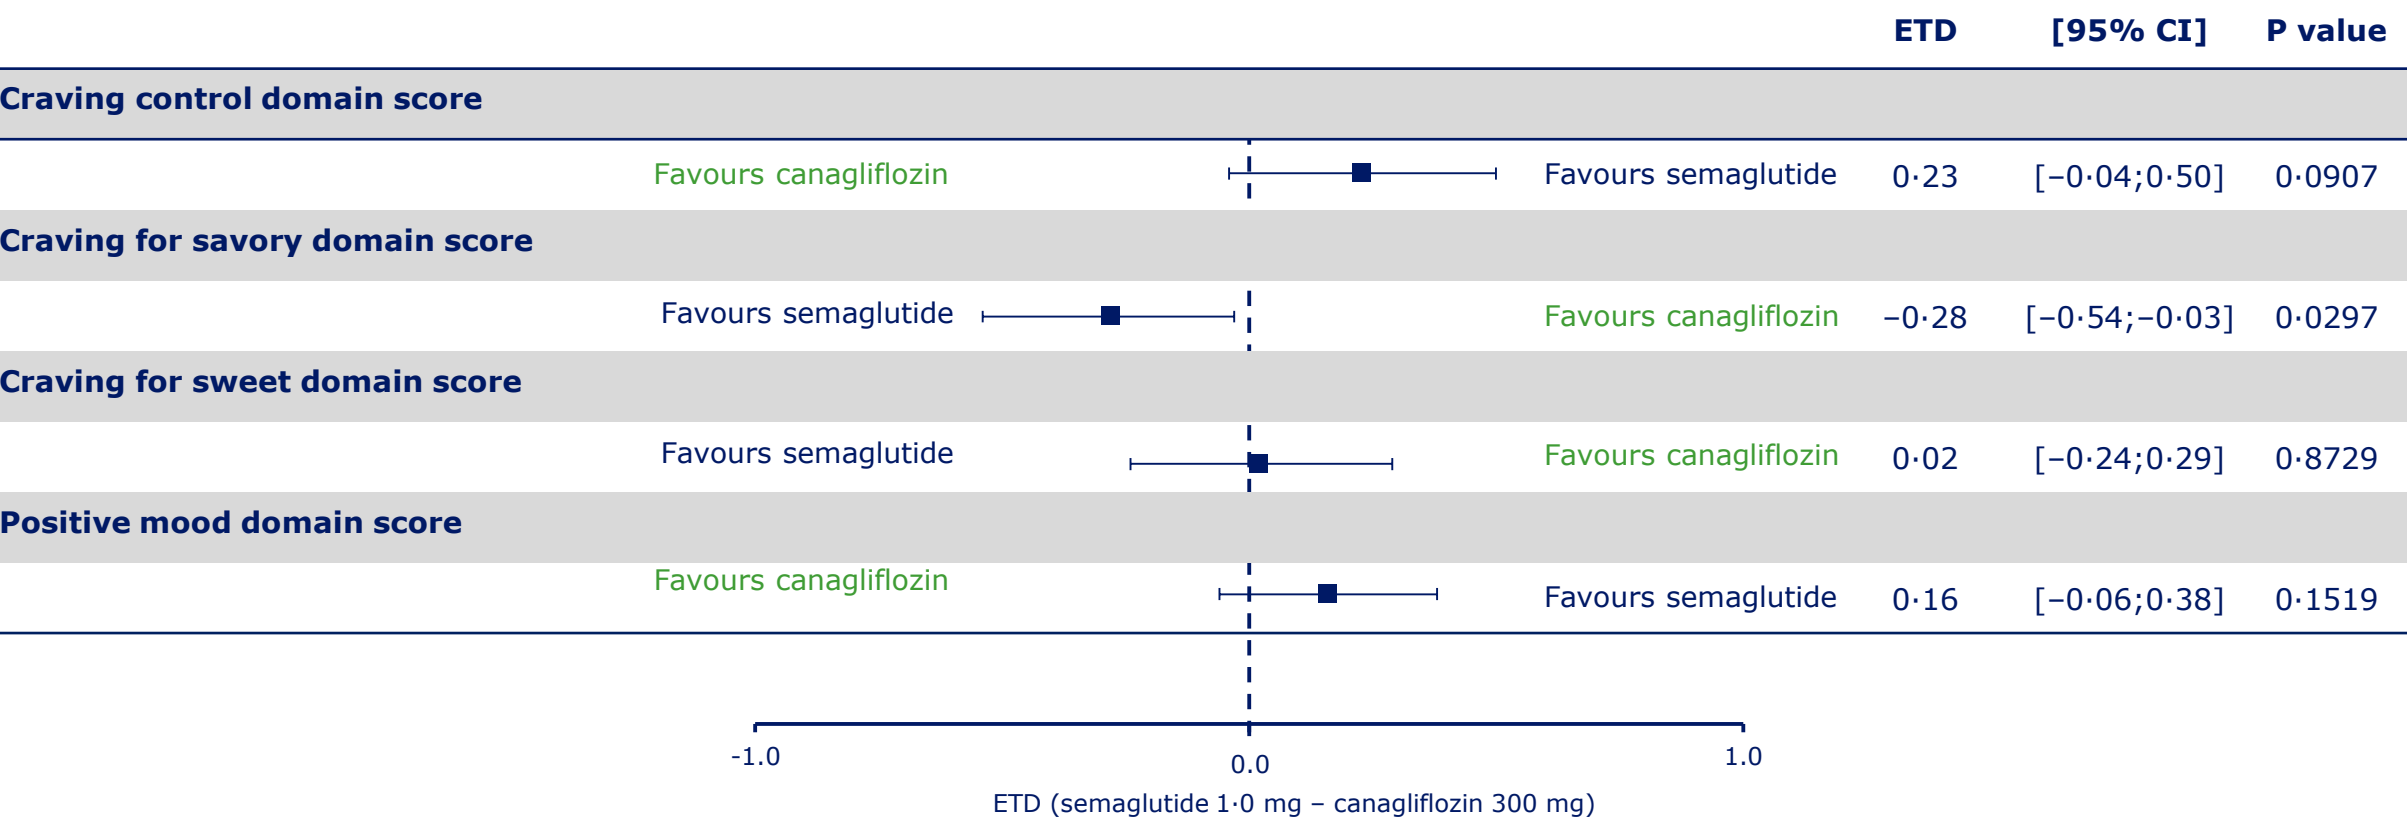 ETD [95% CI] P value
Craving control domain score
Favours canagliflozin Favours semaglutide 0·23 [–0·04;0·50] 0·0907
Craving for savory domain score
Favours semaglutide Favours canagliflozin –0·28 [–0·54;–0·03] 0·0297
Craving for sweet domain score
Favours semaglutide Favours canagliflozin 0·02 [–0·24;0·29] 0·8729
Positive mood domain score
Favours canagliflozin Favours semaglutide 0·16 [–0·06;0·38] 0·1519
-1.0 0.0 1.0
ETD (semaglutide 1·0 mg – canagliflozin 300 mg)